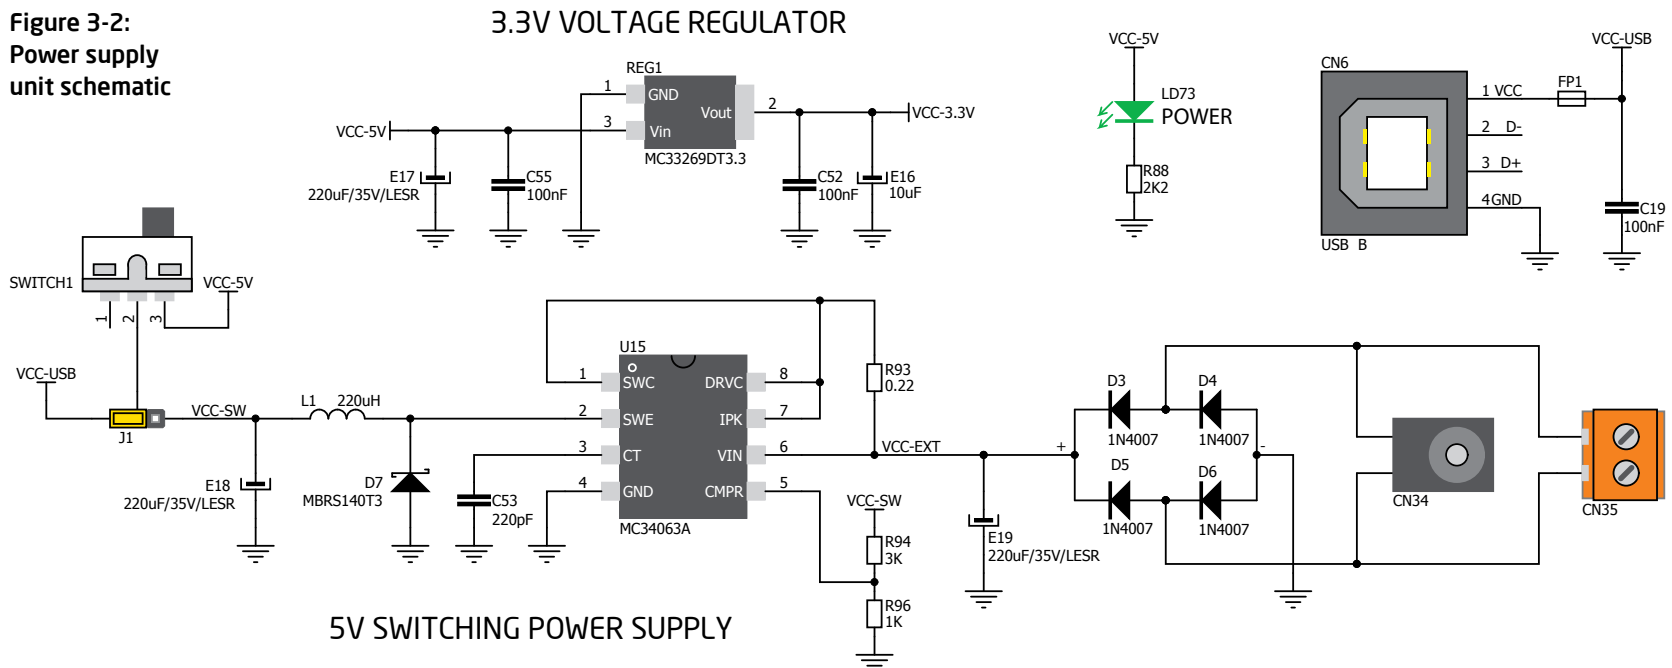 Figure 3-2:
Power supply
unit schematic
3.3V VOLTAGE REGULATOR
REG1
1
GND
Vout
2
3
Vin
VCC-5V
VCC-3.3V
MC33269DT3.3
E17
220uF/35V/LESR
C55
100nF
C52
100nF
E16
10uF
VCC-5V
LD73
POWER
R88
2K2
CN6
VCC-USB
FP1
1 VCC
2 D-
3 D+
4 GND
USB B
C19
100nF
SWITCH1
VCC-5V
1
2
3
VCC-USB
J1
VCC-SW
L1
220uH
E18
220uF/35V/LESR
D7
MBRS140T3
C53
220pF
U15
1
SWC
DRVC
8
2
SWE
IPK
7
3
CT
VIN
6
4
GND
CMPR
5
MC34063A
R93
0.22
VCC-EXT
VCC-SW
R94
3K
R96
1K
E19
220uF/35V/LESR
+
-
D3
1N4007
D4
1N4007
D5
1N4007
D6
1N4007
CN34
CN35
5V SWITCHING POWER SUPPLY